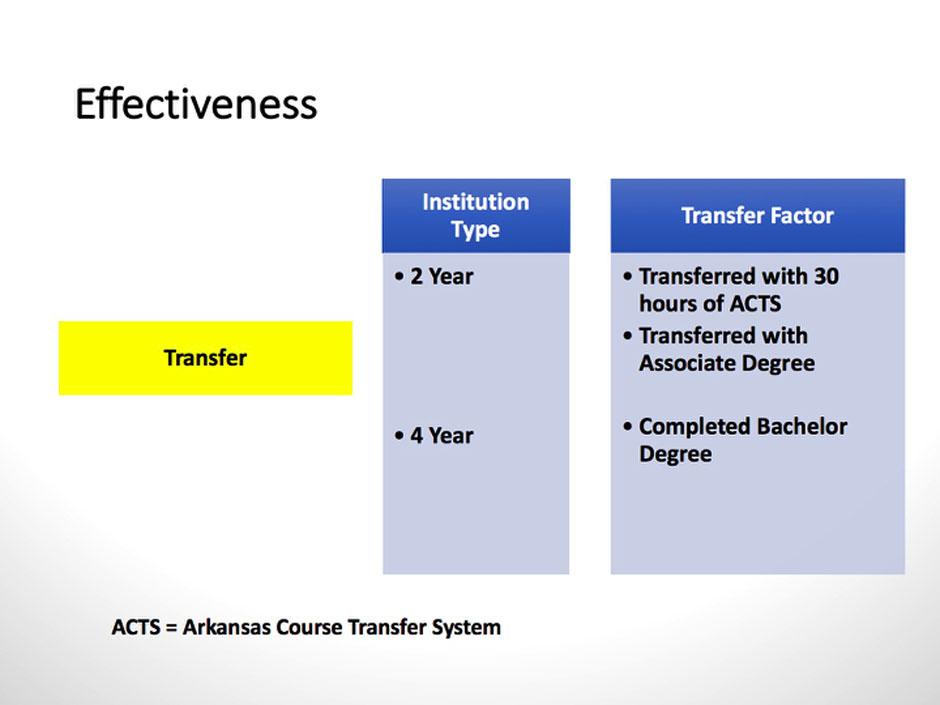 Effectiveness
Institution
Type
Transfer Factor
• 2 Year
• Transferred with 30
hours of ACTS
• Transferred with
Associate Degree
Transfer
• 4 Year
• Completed Bachelor
Degree
ACTS = Arkansas Course Transfer System